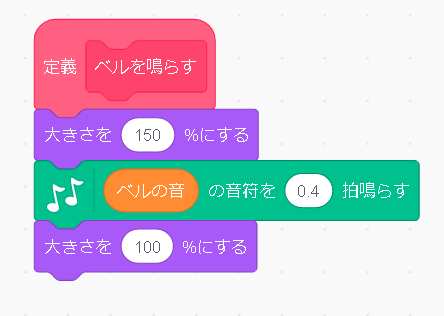 定義 ベルを鳴らす
大きさを 150 %にする
ベルの音 の音符を 0.4 拍鳴らす
大きさを 100 %にする